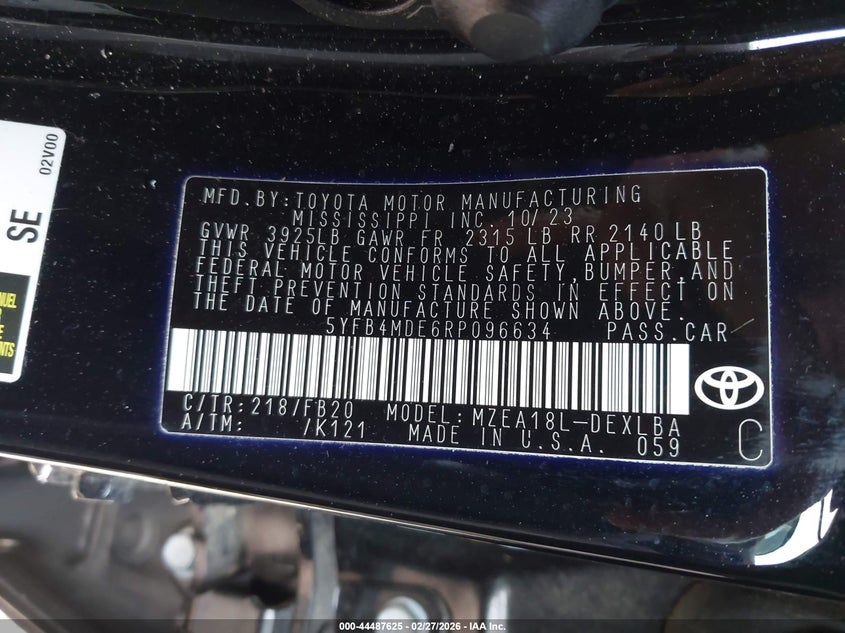 MFD.BY:TOYOTA MOTOR MANUFACTURING
MISSISSIPPI INC. 10/23
GVWR 3925LB GAWR FR 2315 LB RR 2140 LB
THIS VEHICLE CONFORMS TO ALL APPLICABLE
FEDERAL MOTOR VEHICLE SAFETY, BUMPER, AND
THEFT PREVENTION STANDARDS IN EFFECT ON
THE DATE OF MANUFACTURE SHOWN ABOVE.
5YFB4MDE6RP096634 PASS.CAR
C/TR:2187/FB20 MODEL:MZEA18L-DEXLBA
A/TM: /K121 MADE IN U.S.A. 059
C
SE
02V00
000-44487625 - 02/27/2026 - IAA Inc.